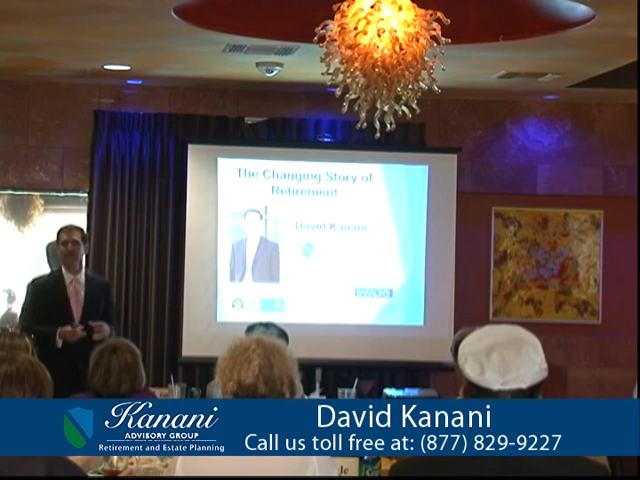 The Changing Story of
Retirement
David Kanani
BARRON'S
Kanani
ADVISORY GROUP
Retirement and Estate Planning
David Kanani
Call us toll free at: (877) 829-9227